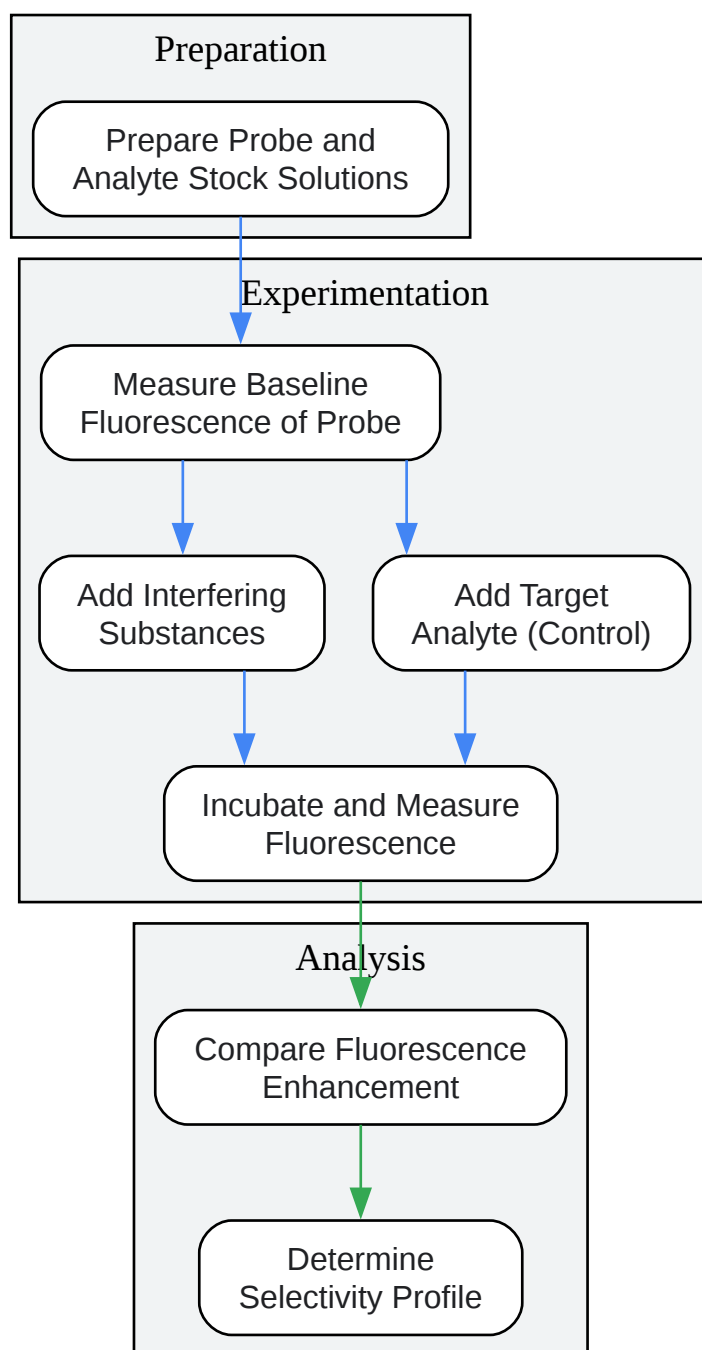 Preparation
Prepare Probe and
Analyte Stock Solutions
Experimentation
Measure Baseline
Fluorescence of Probe
Add Interfering
Substances
Add Target
Analyte (Control)
Incubate and Measure
Fluorescence
Analysis
Compare Fluorescence
Enhancement
Determine
Selectivity Profile